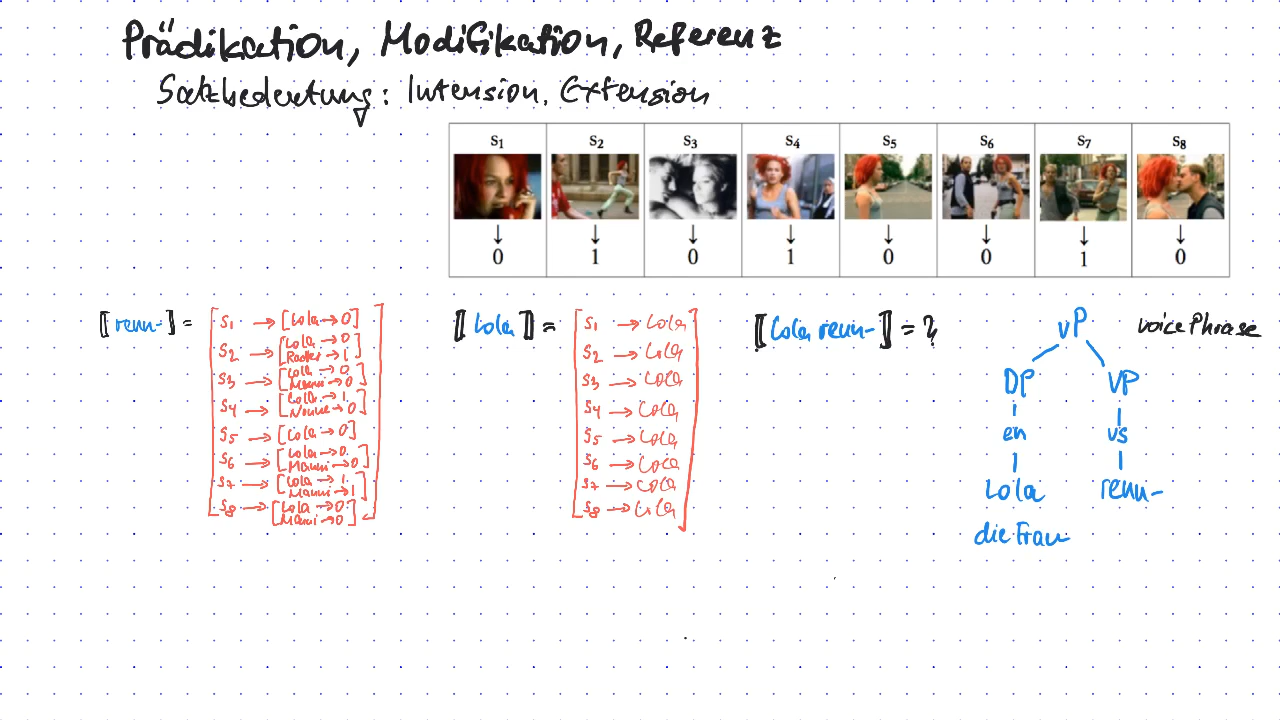 Prädikation, Modifikation, Referenz
Satzbedeutung: Intension, Extension
S1 S2 S3 S4 S5 S6 S7 S8
↓ ↓ ↓ ↓ ↓ ↓ ↓ ↓
0 1 0 1 0 0 1 0
⟦renn-⟧ =
S1 → [Lola → 0]
S2 → [Lola → 0
→ 1]
S3 → [Lola → 0
Manni → 0]
S4 → [Lola → 1
Nonne → 0]
S5 → [Lola → 0]
S6 → [Lola → 0
Manni → 0]
S7 → [Lola → 1
Manni → 1]
S8 → [Lola → 0
Manni → 0]
⟦Lola⟧ =
S1 → Lola
S2 → Lola
S3 → Lola
S4 → Lola
S5 → Lola
S6 → Lola
S7 → Lola
S8 → Lola
⟦Lola renn-⟧ = ?
vP voice Phrase
DP VP
en vs
Lola renn-
die Frau